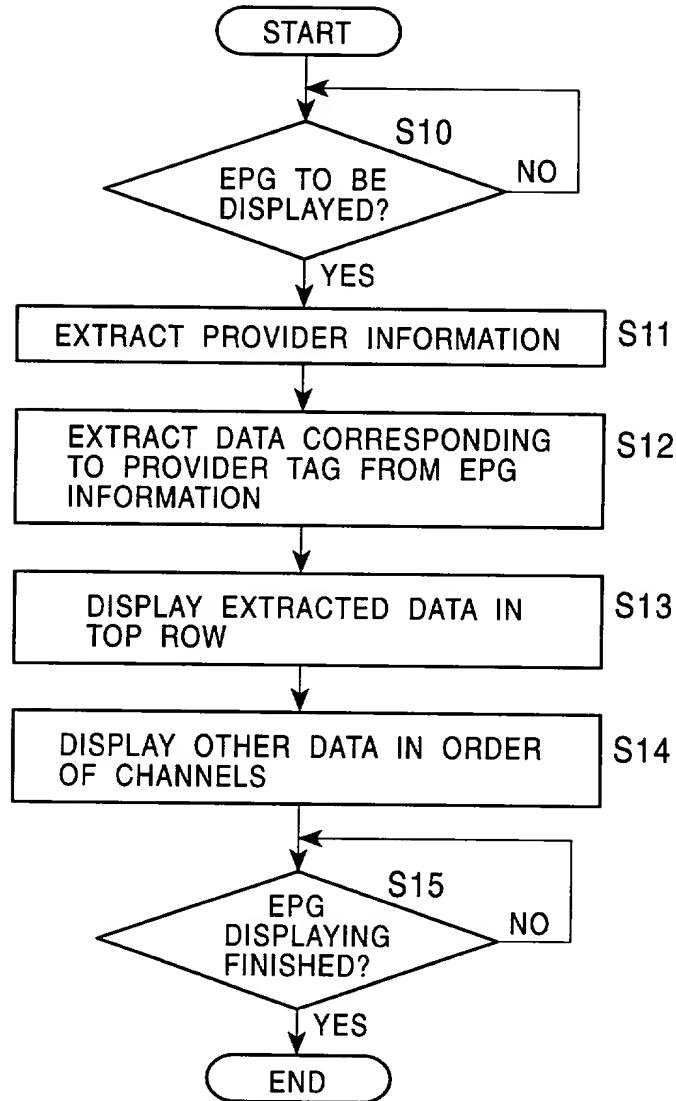 START
S10
EPG TO BE
DISPLAYED?
NO
YES
EXTRACT PROVIDER INFORMATION
S11
EXTRACT DATA CORRESPONDING
TO PROVIDER TAG FROM EPG
INFORMATION
S12
DISPLAY EXTRACTED DATA IN
TOP ROW
S13
DISPLAY OTHER DATA IN ORDER
OF CHANNELS
S14
S15
EPG
DISPLAYING
FINISHED?
NO
YES
END